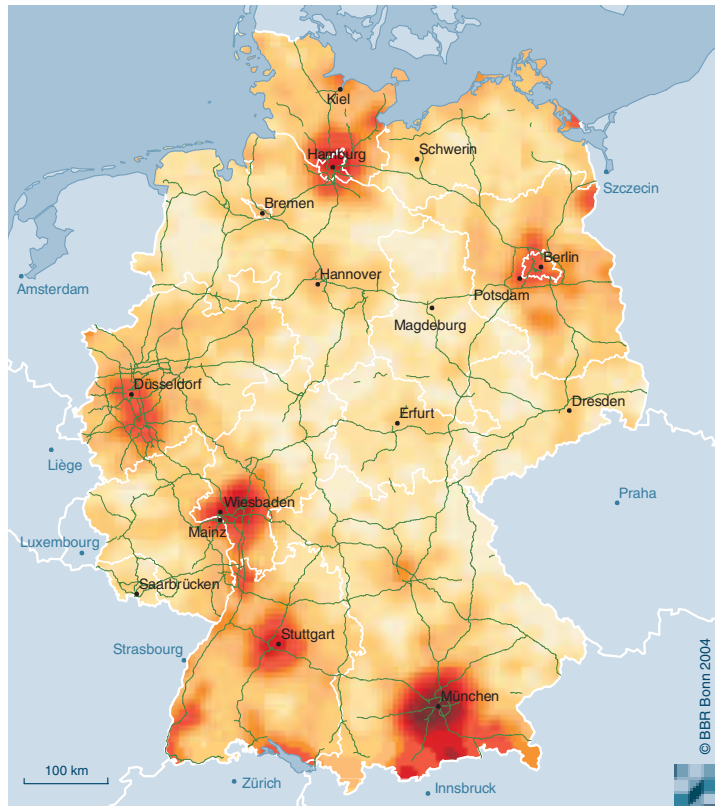 Kiel
Hamburg
Schwerin
Szczecin
Bremen
Berlin
Hannover
Amsterdam
Potsdam
Magdeburg
Düsseldorf
Dresden
Erfurt
Liège
Praha
Wiesbaden
Mainz
Luxembourg
Saarbrücken
Stuttgart
Strasbourg
München
© BBR Bonn 2004
100 km
Zürich
Innsbruck